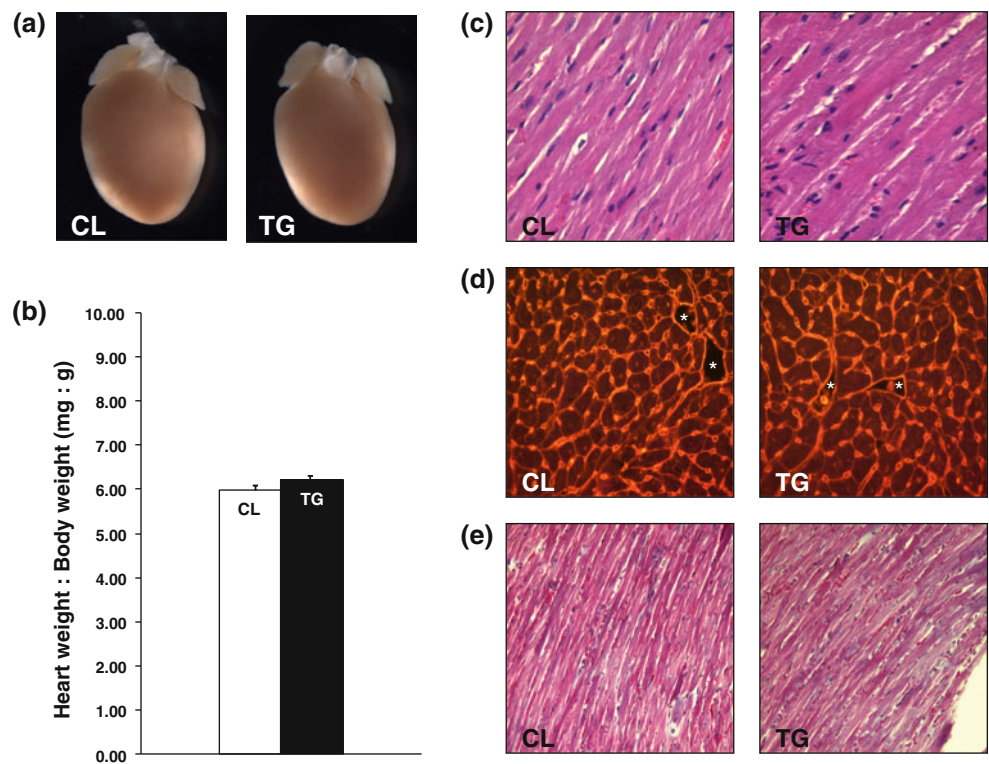 (a)
CL
TG
(b)
Heart weight : Body weight (mg : g)
10.00
9.00
8.00
7.00
6.00
5.00
4.00
3.00
2.00
1.00
0.00
CL
TG
(c)
CL
TG
(d)
*
*
CL
*
*
TG
(e)
CL
TG